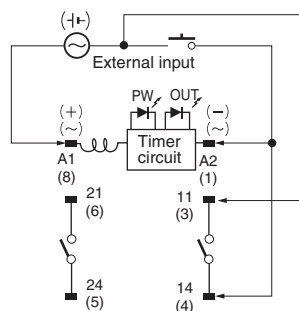 External input
PW OUT
(+) (−)
(~) (~)
Timer
circuit
A1 A2
(8) (1)
21 11
(6) (3)
24 14
(5) (4)